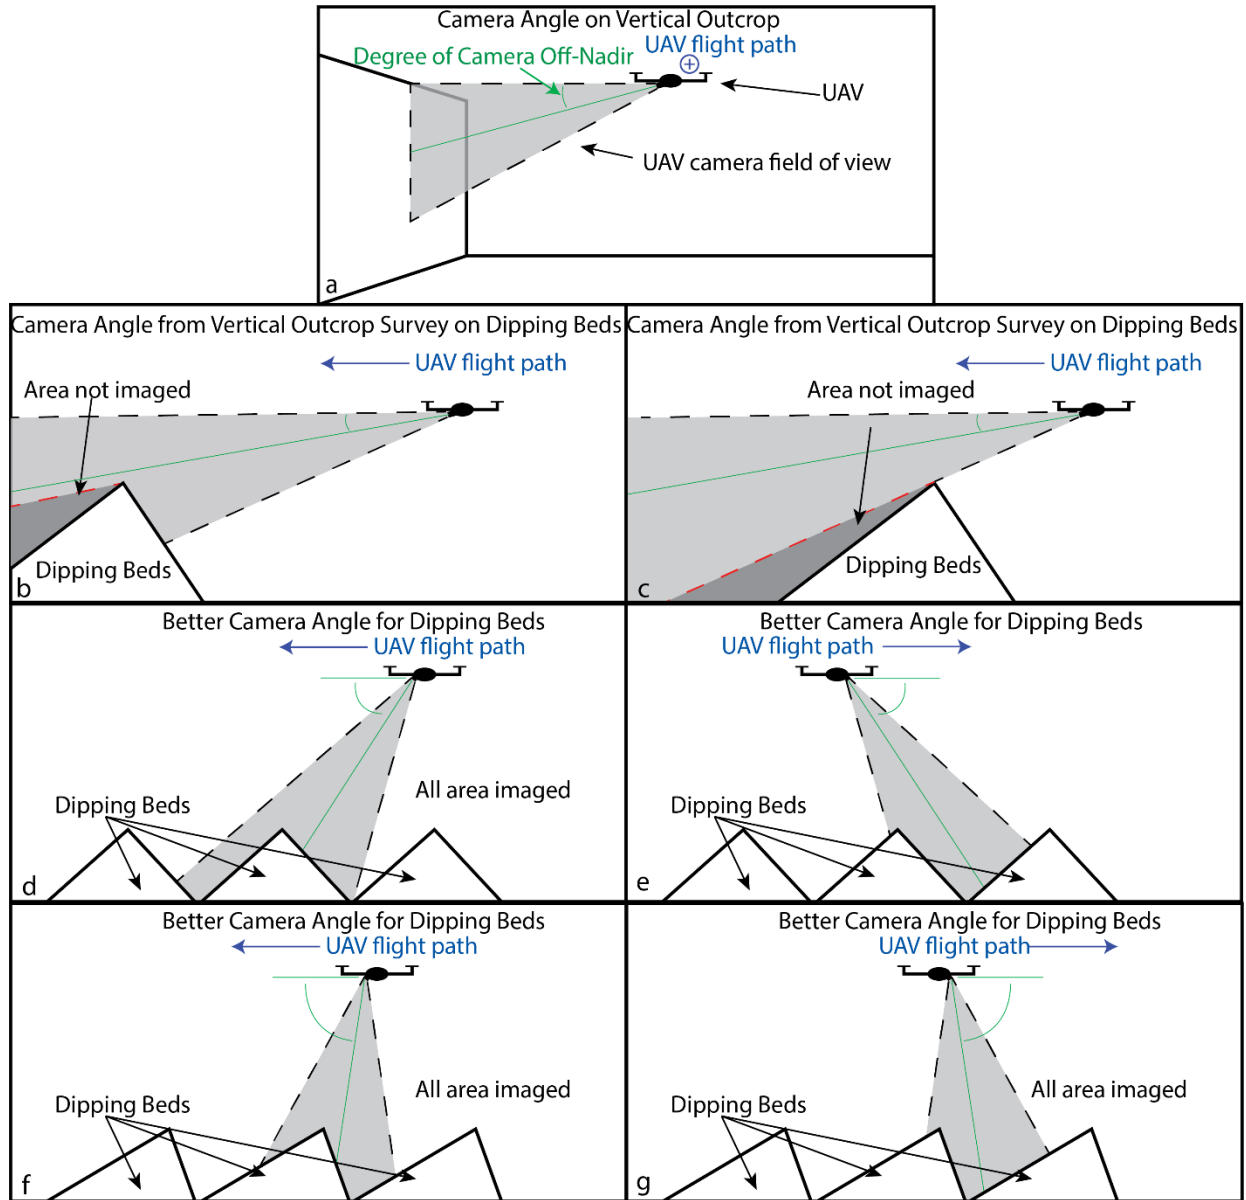 Camera Angle on Vertical Outcrop
UAV flight path
Degree of Camera Off-Nadir
UAV
UAV camera field of view
a
Camera Angle from Vertical Outcrop Survey on Dipping Beds
UAV flight path
Area not imaged
Dipping Beds
b
Camera Angle from Vertical Outcrop Survey on Dipping Beds
UAV flight path
Area not imaged
Dipping Beds
c
Better Camera Angle for Dipping Beds
UAV flight path
All area imaged
Dipping Beds
d
Better Camera Angle for Dipping Beds
UAV flight path
Dipping Beds
e
Better Camera Angle for Dipping Beds
UAV flight path
All area imaged
Dipping Beds
f
Better Camera Angle for Dipping Beds
UAV flight path
All area imaged
Dipping Beds
g